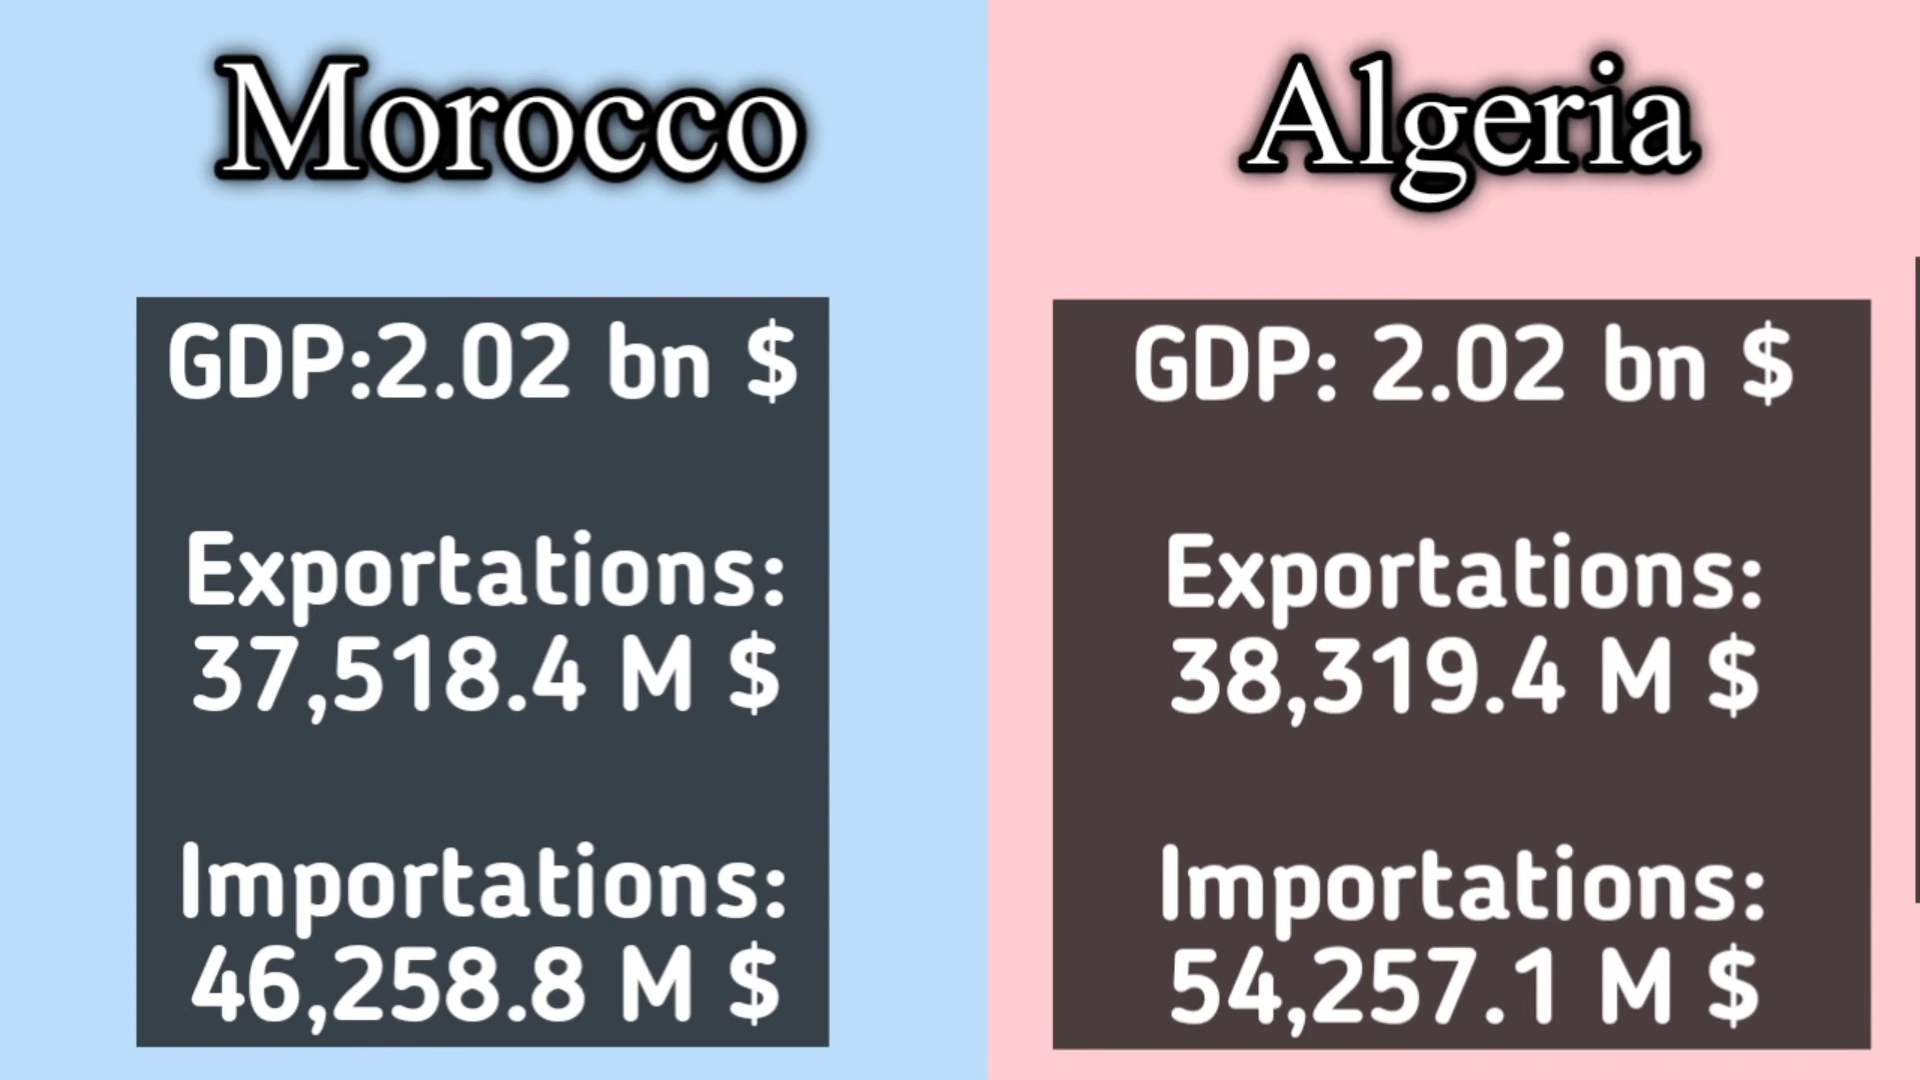 Morocco
GDP:2.02 bn $
Exportations:
37,518.4 M $
Importations:
46,258.8 M $
Algeria
GDP: 2.02 bn $
Exportations:
38,319.4 M $
Importations:
54,257.1 M $